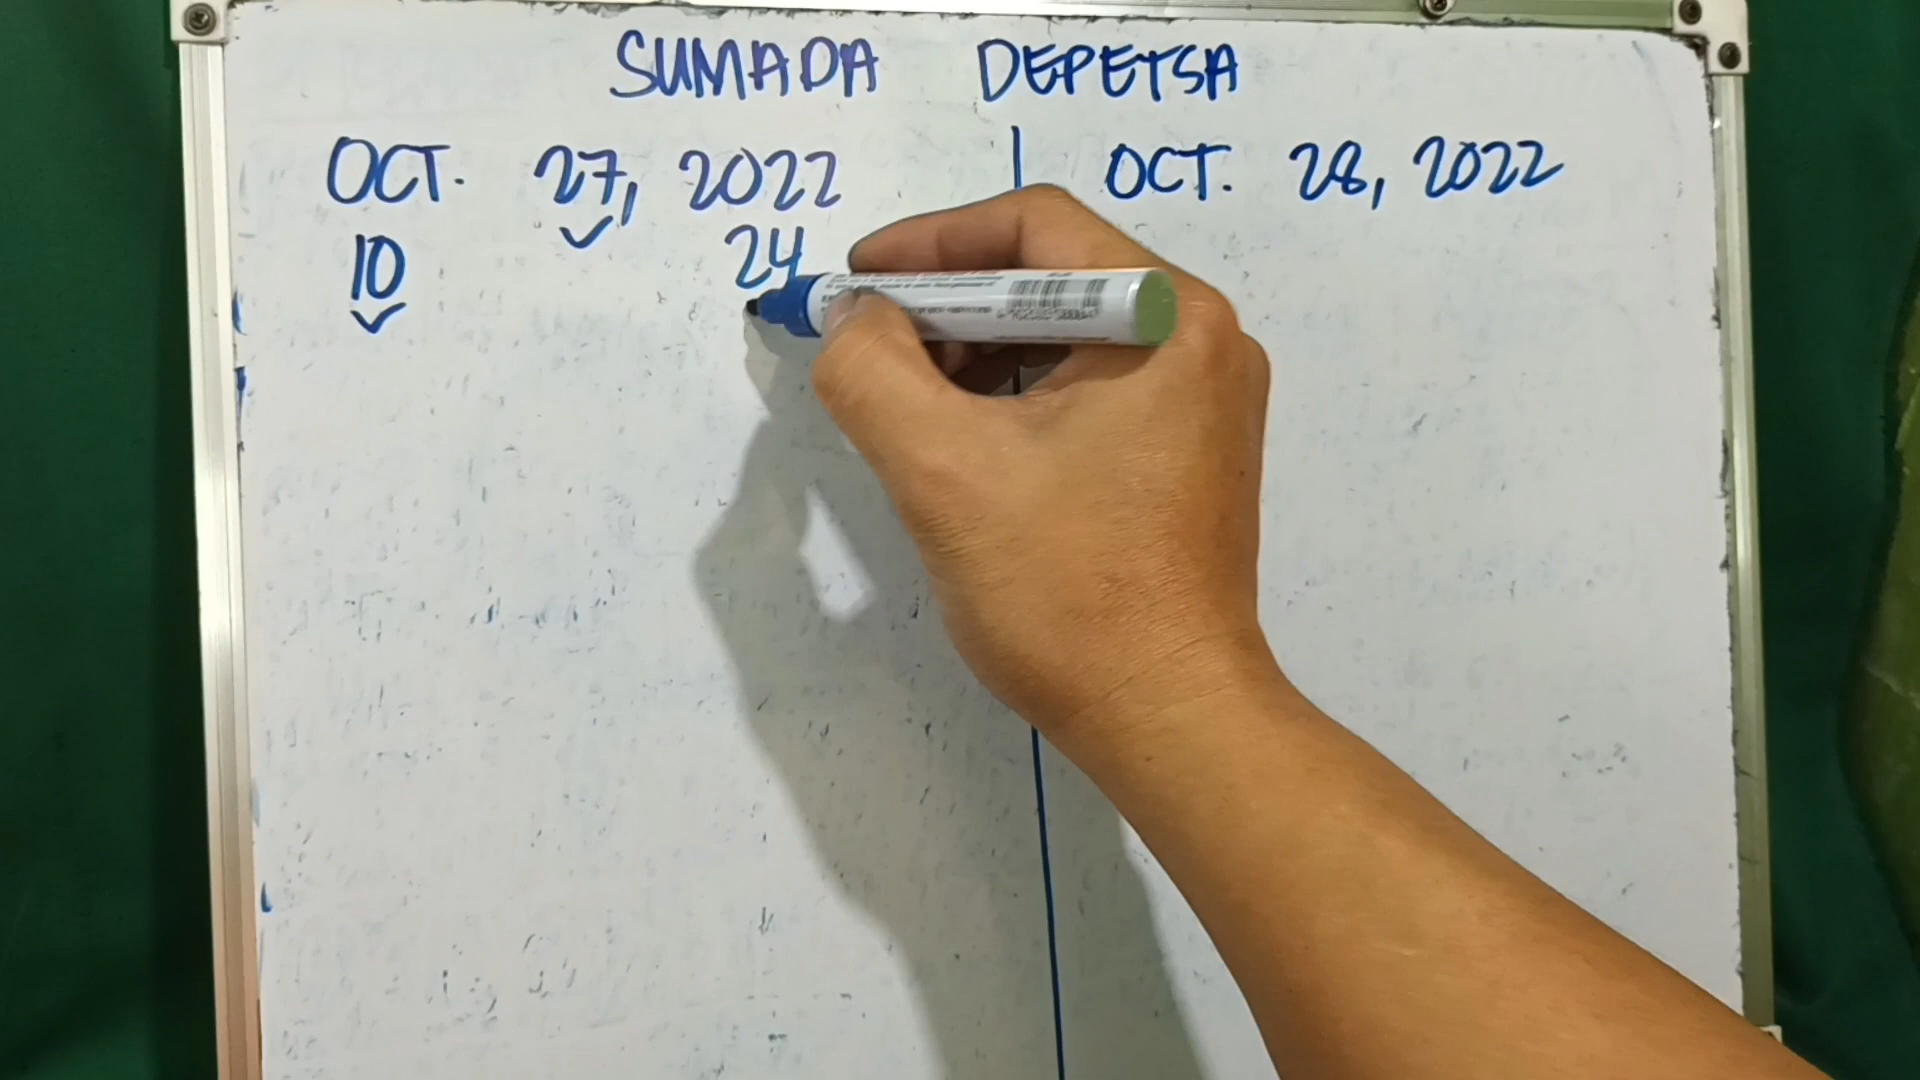 SUMADA DEPETSA
OCT. 27, 2022
10 24
OCT. 28, 2022